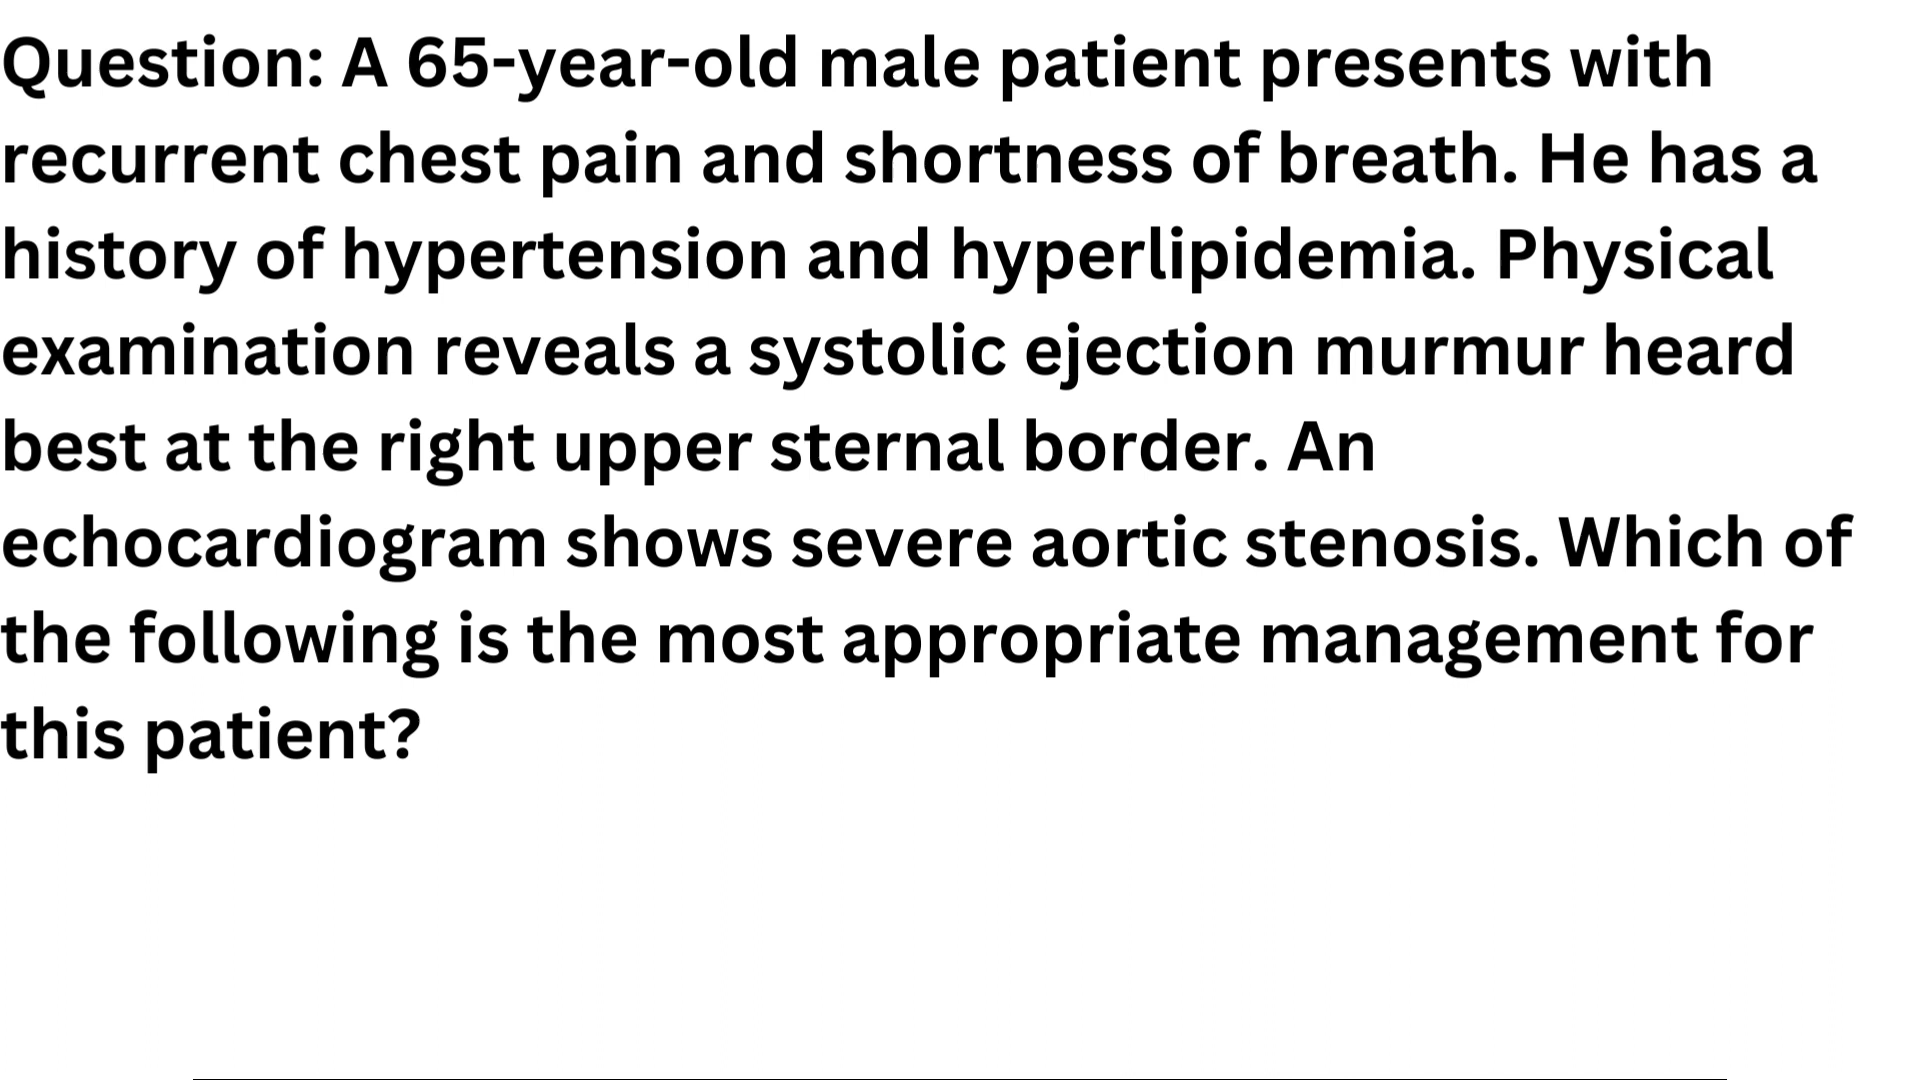 Question: A 65-year-old male patient presents with
recurrent chest pain and shortness of breath. He has a
history of hypertension and hyperlipidemia. Physical
examination reveals a systolic ejection murmur heard
best at the right upper sternal border. An
echocardiogram shows severe aortic stenosis. Which of
the following is the most appropriate management for
this patient?